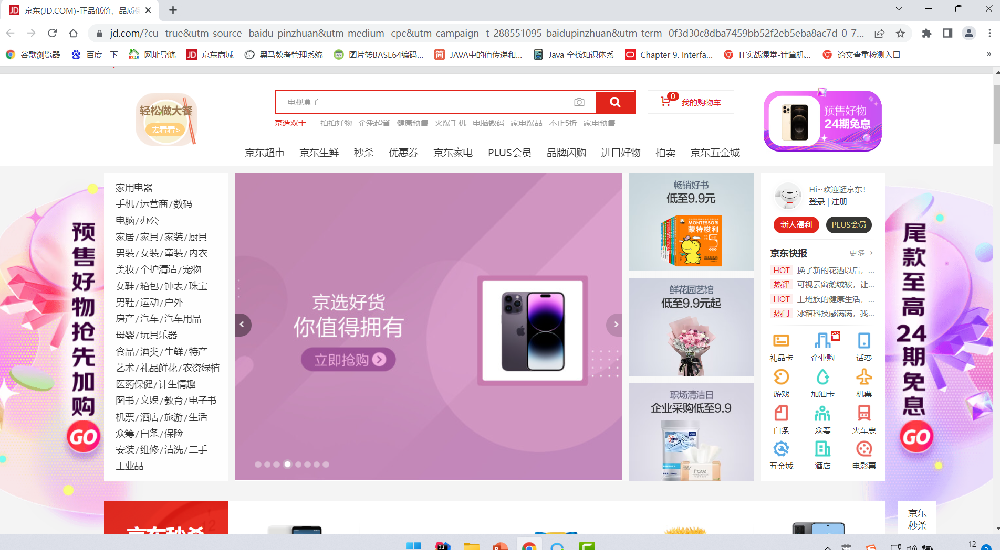 京东(JD.COM)-正品低价、品质保
jd.com/?cu=true&utm_source=baidu-pinzhuan&utm_medium=cpc&utm_campaign=t_288551095_baidupinzhuan&utm_term=0f3d30c8dba7459bb52f2eb5eba8ac7d_0_7...
谷歌浏览器 百度一下 网址导航 京东商城 黑马教考管理系统 图片转BASE64编码... JAVA中的值传递和... Java 全栈知识体系 Chapter 9. Interfa... IT实战课堂-计算机... 论文查重检测入口 »
轻松做大餐
去看看>
电视盒子
0 我的购物车
京造双十一 拍拍好物 企采超省 健康预售 火爆手机 电脑数码 家电爆品 不止5折 家电预售
预售好物
24期免息
京东超市 京东生鲜 秒杀 优惠券 京东家电 PLUS会员 品牌闪购 进口好物 拍卖 京东五金城
预售好物抢先加购
GO
家用电器
手机/运营商/数码
电脑/办公
家居/家具/家装/厨具
男装/女装/童装/内衣
美妆/个护清洁/宠物
女鞋/箱包/钟表/珠宝
男鞋/运动/户外
房产/汽车/汽车用品
母婴/玩具乐器
食品/酒类/生鲜/特产
艺术/礼品鲜花/农资绿植
医药保健/计生情趣
图书/文娱/教育/电子书
机票/酒店/旅游/生活
众筹/白条/保险
安装/维修/清洗/二手
工业品
京选好货
你值得拥有
立即抢购
畅销好书
低至9.9元
MONTESSORI
蒙特梭利
鲜花园艺馆
低至9.9元起
职场清洁日
企业采购低至9.9
Face
Hi~欢迎逛京东!
登录 | 注册
新人福利 PLUS会员
京东快报 更多
HOT 换了新的花洒以后，...
热评 可视云窗鹅绒被，让...
HOT 上班族的健康生活，...
热门 冰箱科技感满满，我...
省
礼品卡 企业购 话费
游戏 加油卡 机票
白条 众筹 火车票
五金城 酒店 电影票
尾款至高24期免息
GO
京东秒杀
京东
秒杀
英
12